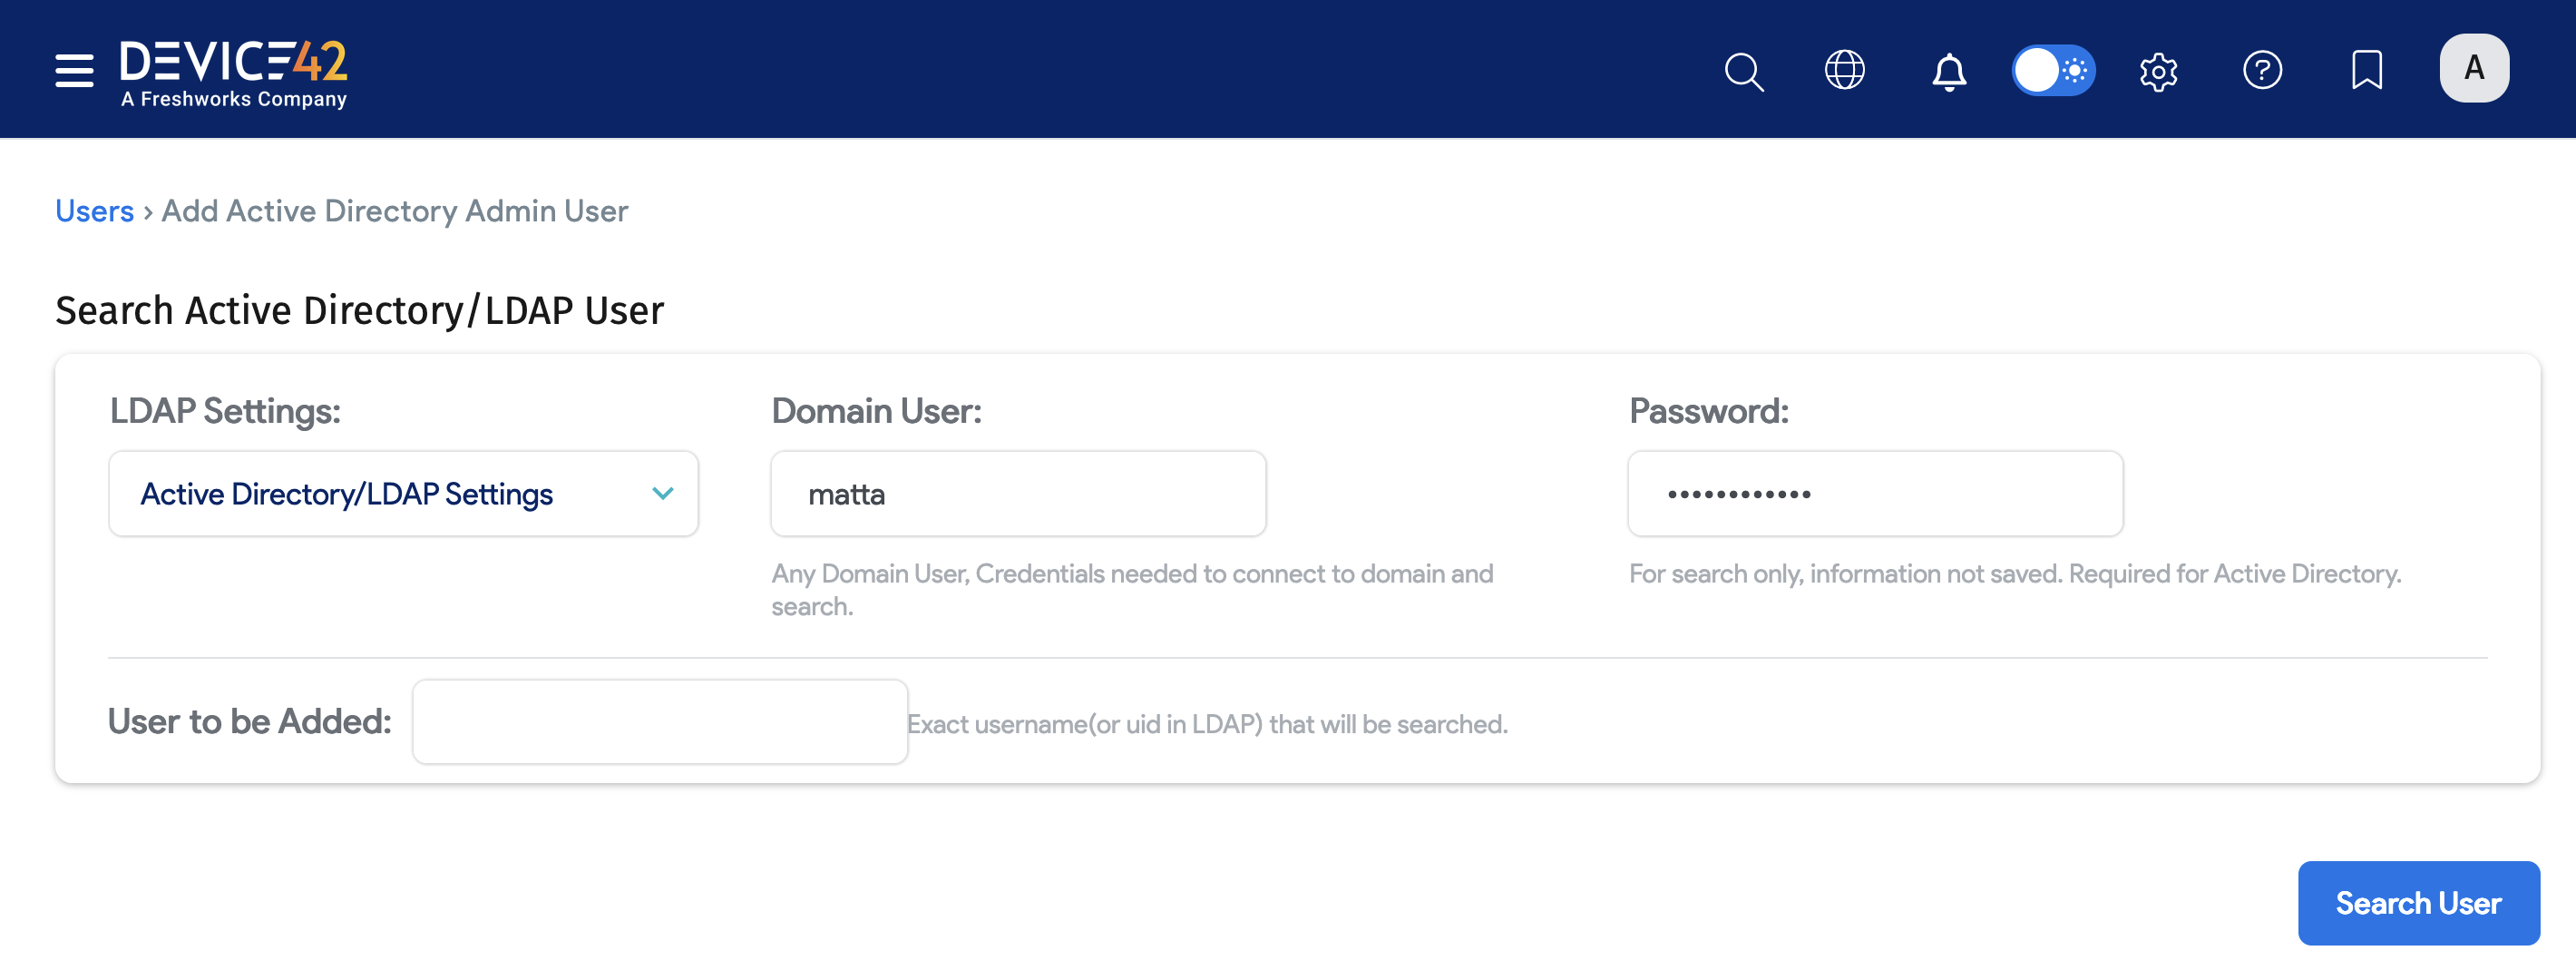 DEVICE42
A Freshworks Company
A
Users › Add Active Directory Admin User
Search Active Directory/LDAP User
LDAP Settings:
Domain User:
Password:
Active Directory/LDAP Settings
matta
••••••••••••
Any Domain User, Credentials needed to connect to domain and
search.
For search only, information not saved. Required for Active Directory.
User to be Added:
Exact username(or uid in LDAP) that will be searched.
Search User